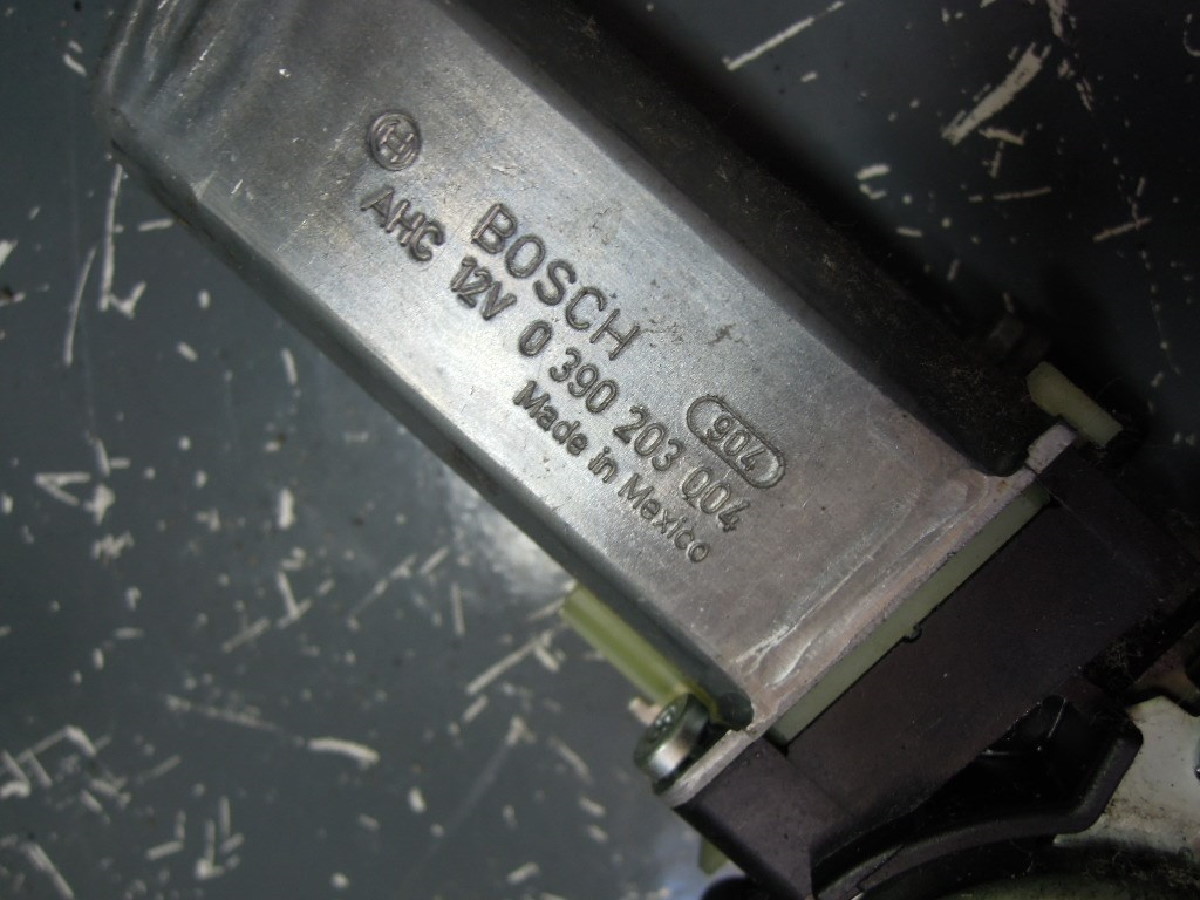 BOSCH
904
AHC 12V 0 390 203 004
Made in Mexico